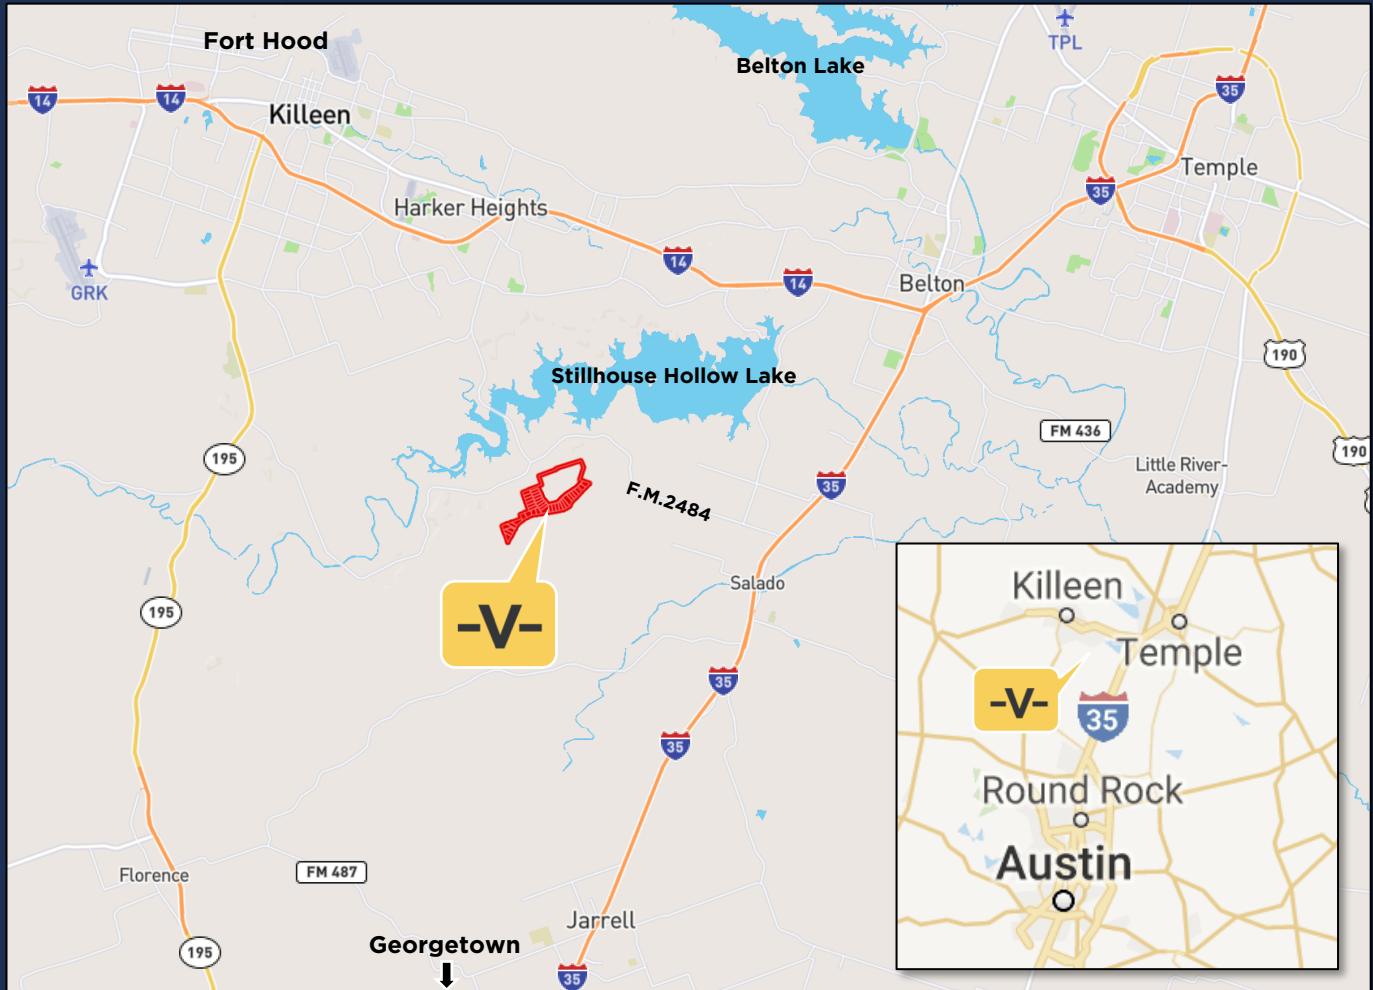 Fort Hood
Belton Lake
TPL
14
14
35
Killeen
Temple
35
Harker Heights
14
GRK
14
Belton
190
Stillhouse Hollow Lake
FM 436
190
195
Little River-
Academy
35
F.M.2484
Salado
195
-V-
35
35
Florence
FM 487
Jarrell
Georgetown
195
35
Killeen
Temple
-V-
35
Round Rock
Austin